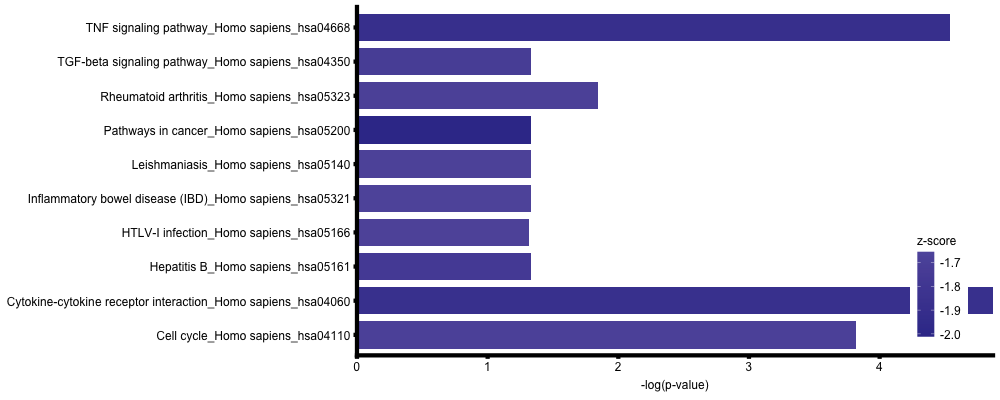 TNF signaling pathway_Homo sapiens_hsa04668
TGF-beta signaling pathway_Homo sapiens_hsa04350
Rheumatoid arthritis_Homo sapiens_hsa05323
Pathways in cancer_Homo sapiens_hsa05200
Leishmaniasis_Homo sapiens_hsa05140
Inflammatory bowel disease (IBD)_Homo sapiens_hsa05321
HTLV-I infection_Homo sapiens_hsa05166
Hepatitis B_Homo sapiens_hsa05161
Cytokine-cytokine receptor interaction_Homo sapiens_hsa04060
Cell cycle_Homo sapiens_hsa04110
z-score
-1.7
-1.8
-1.9
-2.0
0 1 2 3 4
-log(p-value)